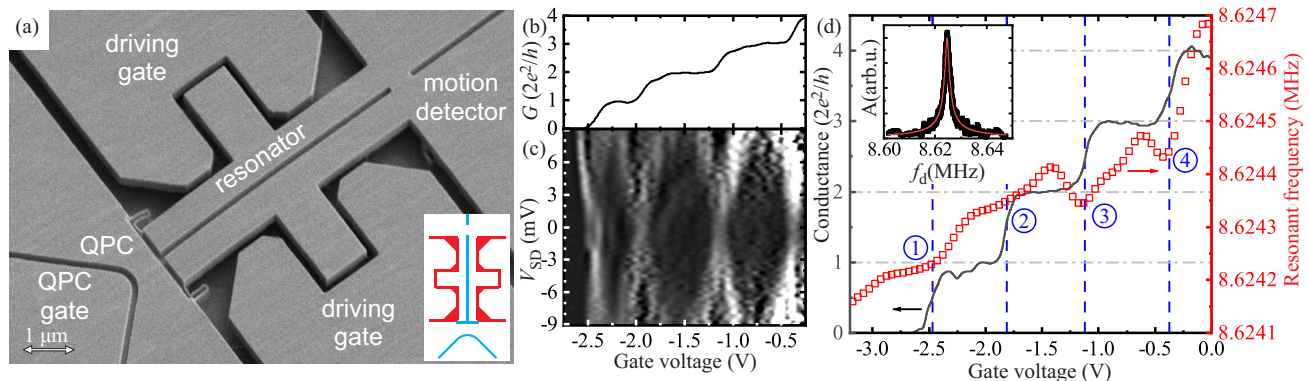 (a)
driving
gate
motion
detector
resonator
QPC
QPC
gate
driving
gate
1 µm
(b)
4
3
2
1
0
G (2e²/h)
(c)
9
6
3
0
-3
-6
-9
V_SD (mV)
-2.5 -2.0 -1.5 -1.0 -0.5
Gate voltage (V)
(d)
Conductance (2e²/h)
4
3
2
1
0
A(arb.u.)
8.60 8.62 8.64
f_d(MHz)
① ② ③ ④
-3.0 -2.5 -2.0 -1.5 -1.0 -0.5 0.0
Gate voltage (V)
8.6247
8.6246
8.6245
8.6244
8.6243
8.6242
8.6241
Resonant frequency (MHz)